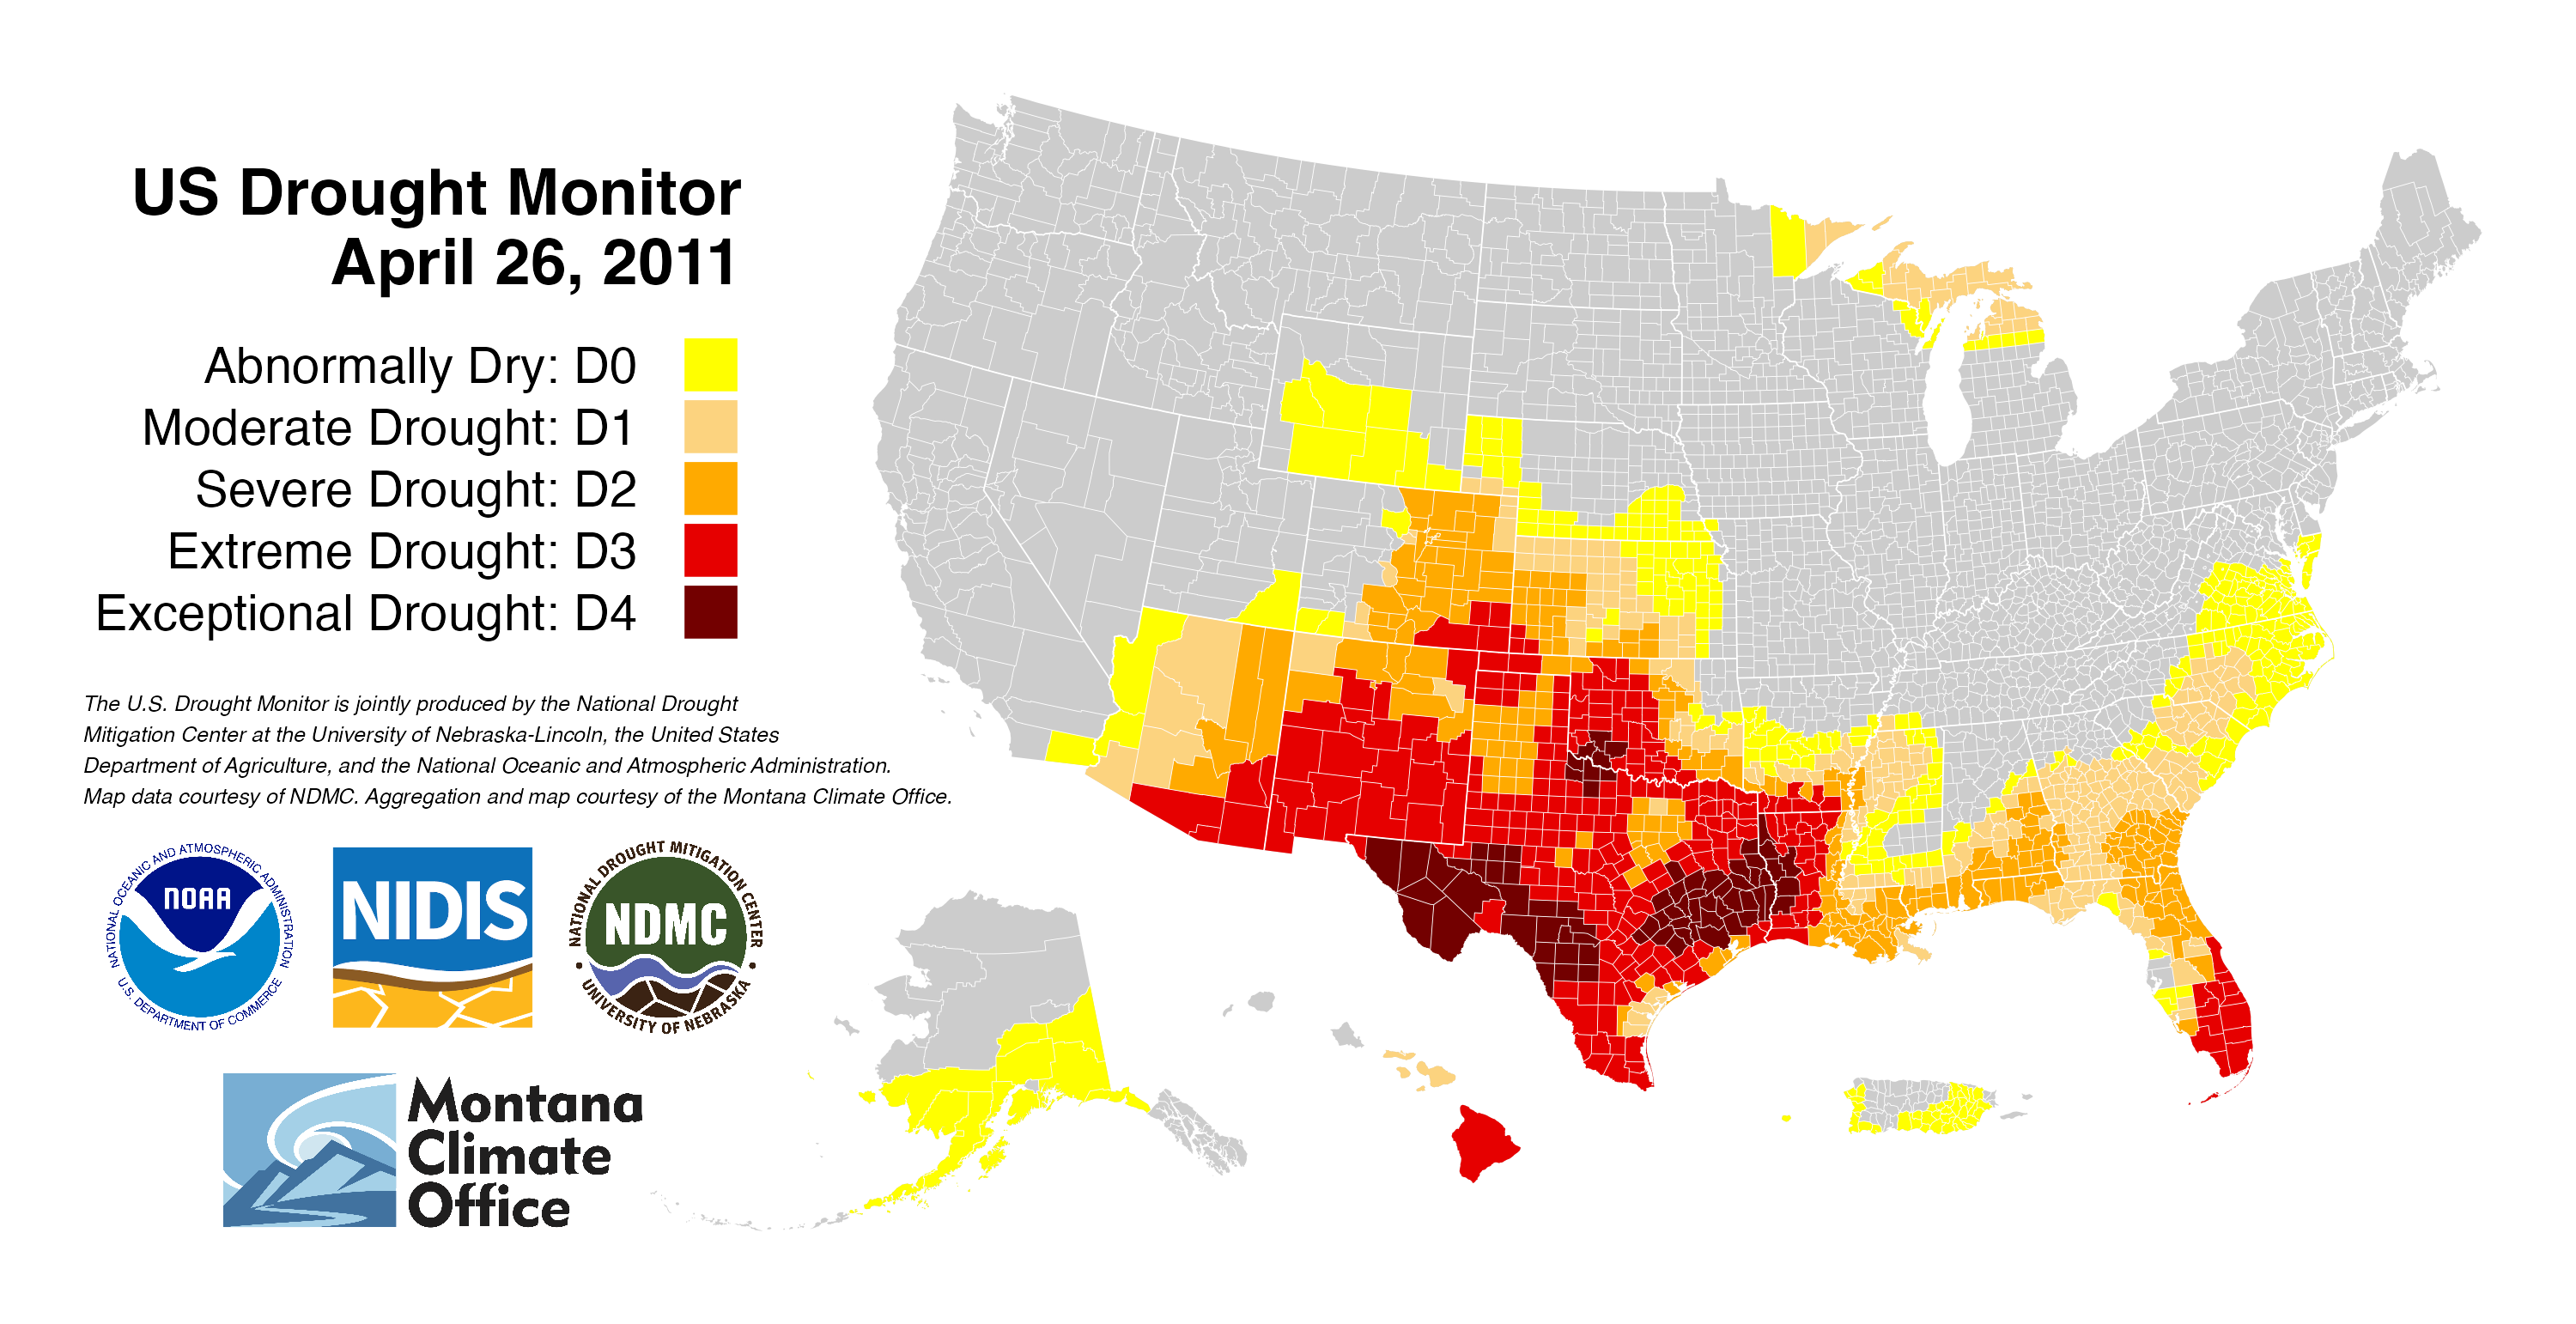 US Drought Monitor
April 26, 2011
Abnormally Dry: D0
Moderate Drought: D1
Severe Drought: D2
Extreme Drought: D3
Exceptional Drought: D4
The U.S. Drought Monitor is jointly produced by the National Drought
Mitigation Center at the University of Nebraska-Lincoln, the United States
Department of Agriculture, and the National Oceanic and Atmospheric Administration.
Map data courtesy of NDMC. Aggregation and map courtesy of the Montana Climate Office.
NATIONAL OCEANIC AND ATMOSPHERIC ADMINISTRATION
NOAA
U.S. DEPARTMENT OF COMMERCE
NIDIS
NATIONAL DROUGHT MITIGATION CENTER
NDMC
UNIVERSITY OF NEBRASKA
Montana
Climate
Office